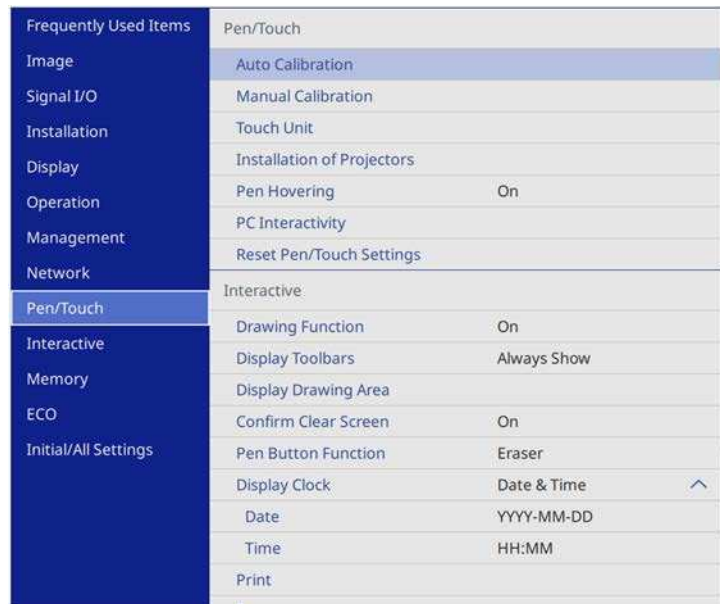 Frequently Used Items
Image
Signal I/O
Installation
Display
Operation
Management
Network
Pen/Touch
Interactive
Memory
ECO
Initial/All Settings
Pen/Touch
Auto Calibration
Manual Calibration
Touch Unit
Installation of Projectors
Pen Hovering On
PC Interactivity
Reset Pen/Touch Settings
Interactive
Drawing Function On
Display Toolbars Always Show
Display Drawing Area
Confirm Clear Screen On
Pen Button Function Eraser
Display Clock Date & Time
Date YYYY-MM-DD
Time HH:MM
Print